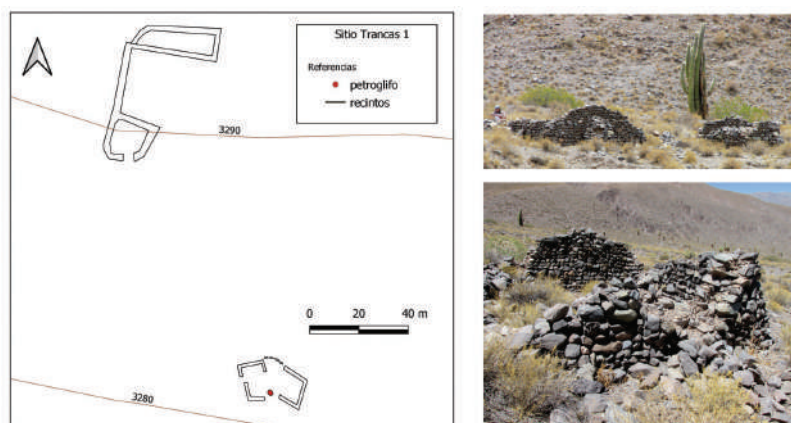 Sitio Trancas 1
Referencias
petroglifo
recintos
3290
0 20 40 m
3280